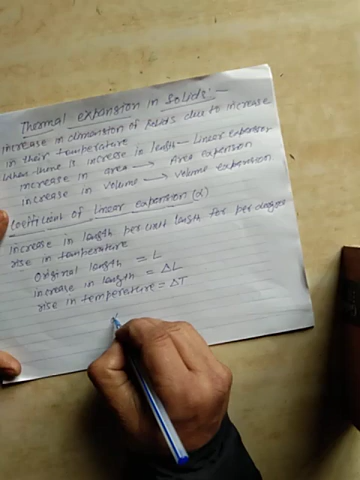 Thermal expansion in Solids:-
increase in dimension of solids due to increase
in their temperature
When there is increase in length - Linear expansion
increase in area → Area expansion
increase in volume → Volume expansion
Coefficient of linear expansion (α)
Increase in length per unit length for per degree
rise in temperature
Original length = L
increase in length = ΔL
rise in temperature = ΔT